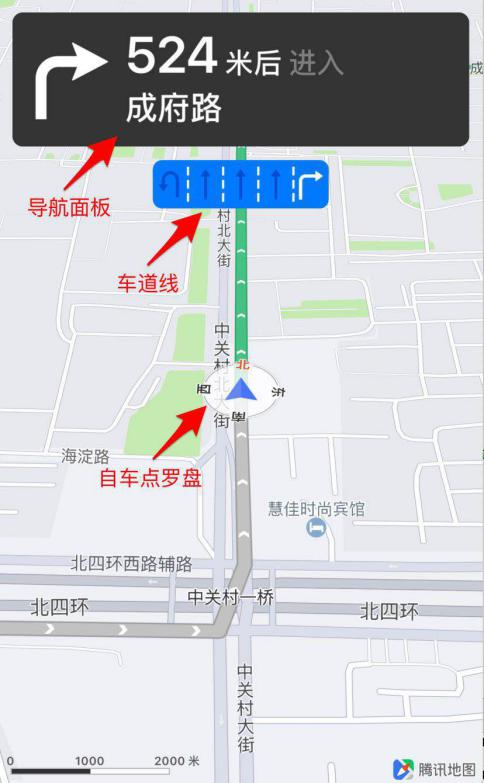 524 米后 进入
成府路
成
导航面板
村北大街
车道线
中关村北大街
北
西
东
南
自车点罗盘
海淀路
慧佳时尚宾馆
北四环西路辅路
中关村一桥
北四环
北四环
中关村大街
0 1000 2000 米
腾讯地图